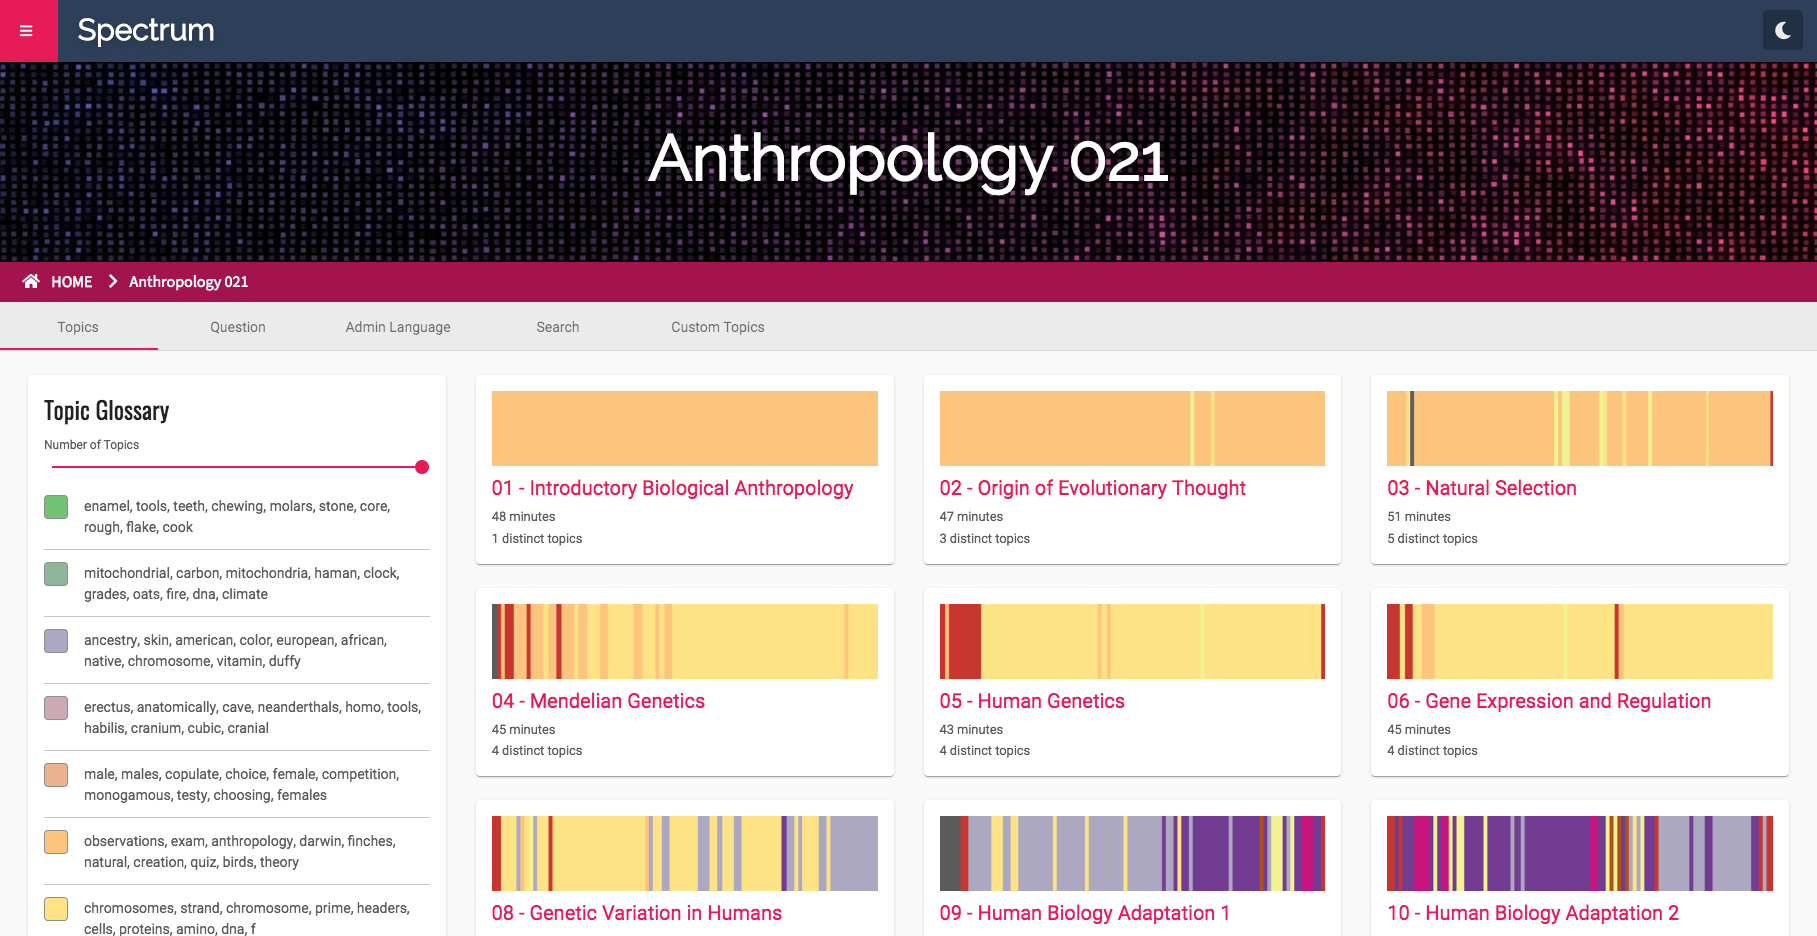 Spectrum
Anthropology 021
HOME
Anthropology 021
Topics
Question
Admin Language
Search
Custom Topics
Topic Glossary
Number of Topics
enamel, tools, teeth, chewing, molars, stone, core,
rough, flake, cook
mitochondrial, carbon, mitochondria, haman, clock,
grades, oats, fire, dna, climate
ancestry, skin, american, color, european, african,
native, chromosome, vitamin, duffy
erectus, anatomically, cave, neanderthals, homo, tools,
habilis, cranium, cubic, cranial
male, males, copulate, choice, female, competition,
monogamous, testy, choosing, females
observations, exam, anthropology, darwin, finches,
natural, creation, quiz, birds, theory
chromosomes, strand, chromosome, prime, headers,
cells, proteins, amino, dna, f
01 - Introductory Biological Anthropology
48 minutes
1 distinct topics
02 - Origin of Evolutionary Thought
47 minutes
3 distinct topics
03 - Natural Selection
51 minutes
5 distinct topics
04 - Mendelian Genetics
45 minutes
4 distinct topics
05 - Human Genetics
43 minutes
4 distinct topics
06 - Gene Expression and Regulation
45 minutes
4 distinct topics
08 - Genetic Variation in Humans
09 - Human Biology Adaptation 1
10 - Human Biology Adaptation 2